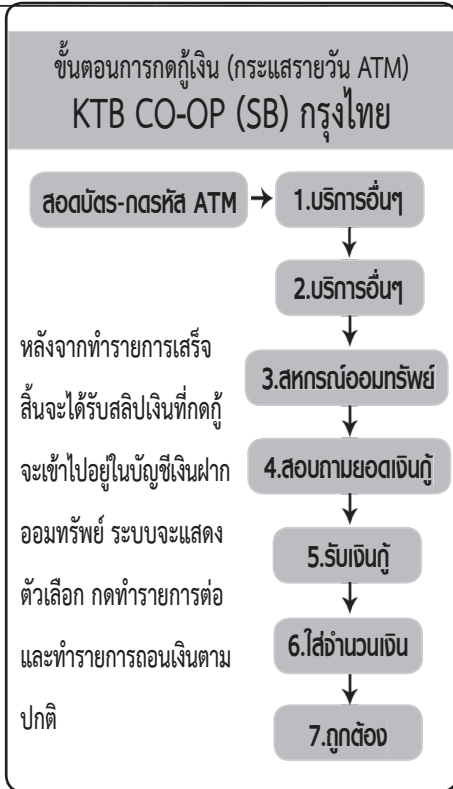 ขั้นตอนการกดกู้เงิน (กระแสรายวัน ATM)
KTB CO-OP (SB) กรุงไทย
สอดบัตร-กดรหัส ATM
1.บริการอื่นๆ
2.บริการอื่นๆ
3.สหกรณ์ออมทรัพย์
4.สอบถามยอดเงินกู้
5.รับเงินกู้
6.ใส่จำนวนเงิน
7.ถูกต้อง
หลังจากทำรายการเสร็จ
สิ้นจะได้รับสลิปเงินที่กดกู้
จะเข้าไปอยู่ในบัญชีเงินฝาก
ออมทรัพย์ ระบบจะแสดง
ตัวเลือก กดทำรายการต่อ
และทำรายการถอนเงินตาม
ปกติ